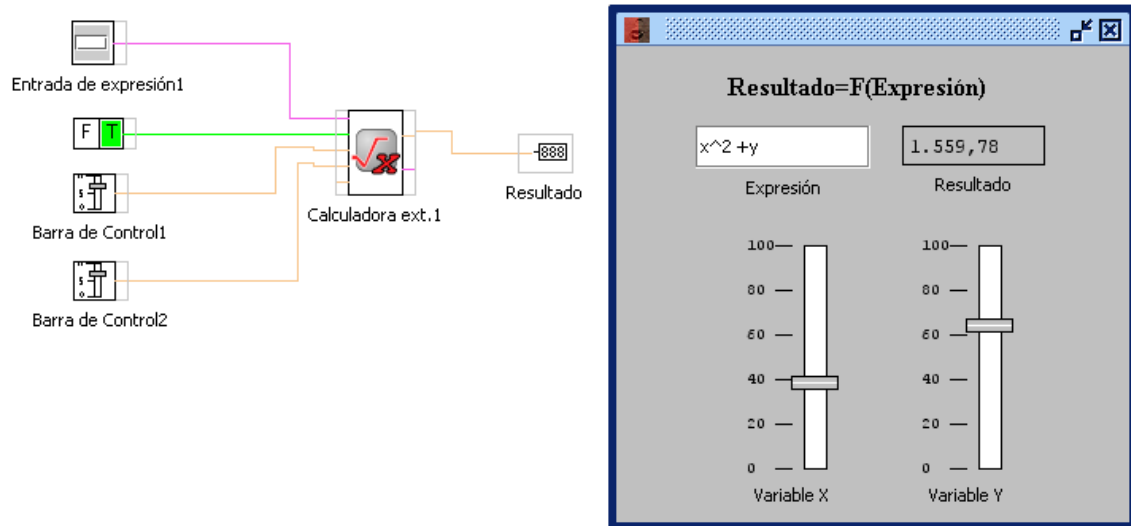 Entrada de expresión1
F T
Barra de Control1
Barra de Control2
Calculadora ext.1
888
Resultado
Resultado=F(Expresión)
x^2 +y
1.559,78
Expresión
Resultado
100
80
60
40
20
0
Variable X
100
80
60
40
20
0
Variable Y